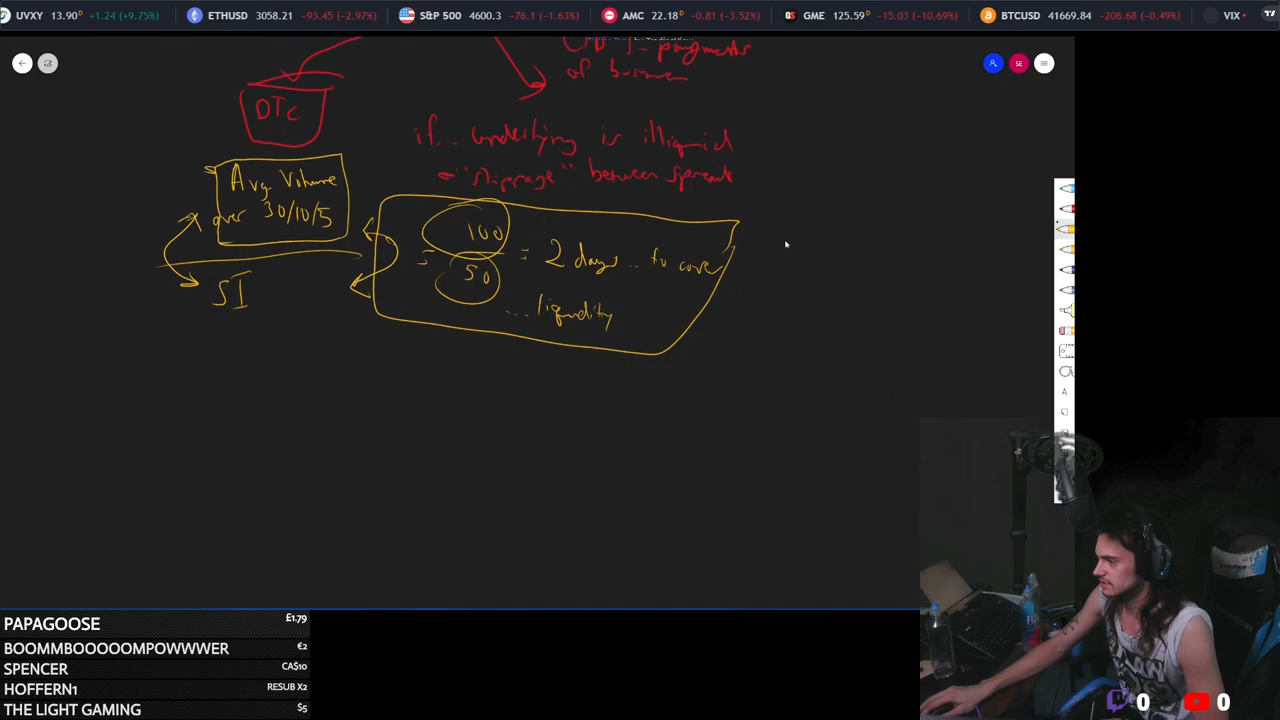 UVXY 13.90 D +1.24 (+9.75%) ETHUSD 3058.21 -93.45 (-2.97%) S&P 500 4600.3 -76.1 (-1.63%) AMC 22.18 D -0.81 (-3.52%) GME 125.59 D -15.03 (-10.69%) BTCUSD 41669.84 -206.68 (-0.49%) VIX
SE
payments
of
DTC
if... underlying is illiquid
"slippage" between spreads
Avg Volume
over 30/10/5
SI
= 100
50
= 2 days .. to cover
... liquidity
A
PAPAGOOSE £1.79
BOOMMBOOOOOMPOWWWER €2
SPENCER CA$10
HOFFERN1 RESUB X2
THE LIGHT GAMING $5
0 0